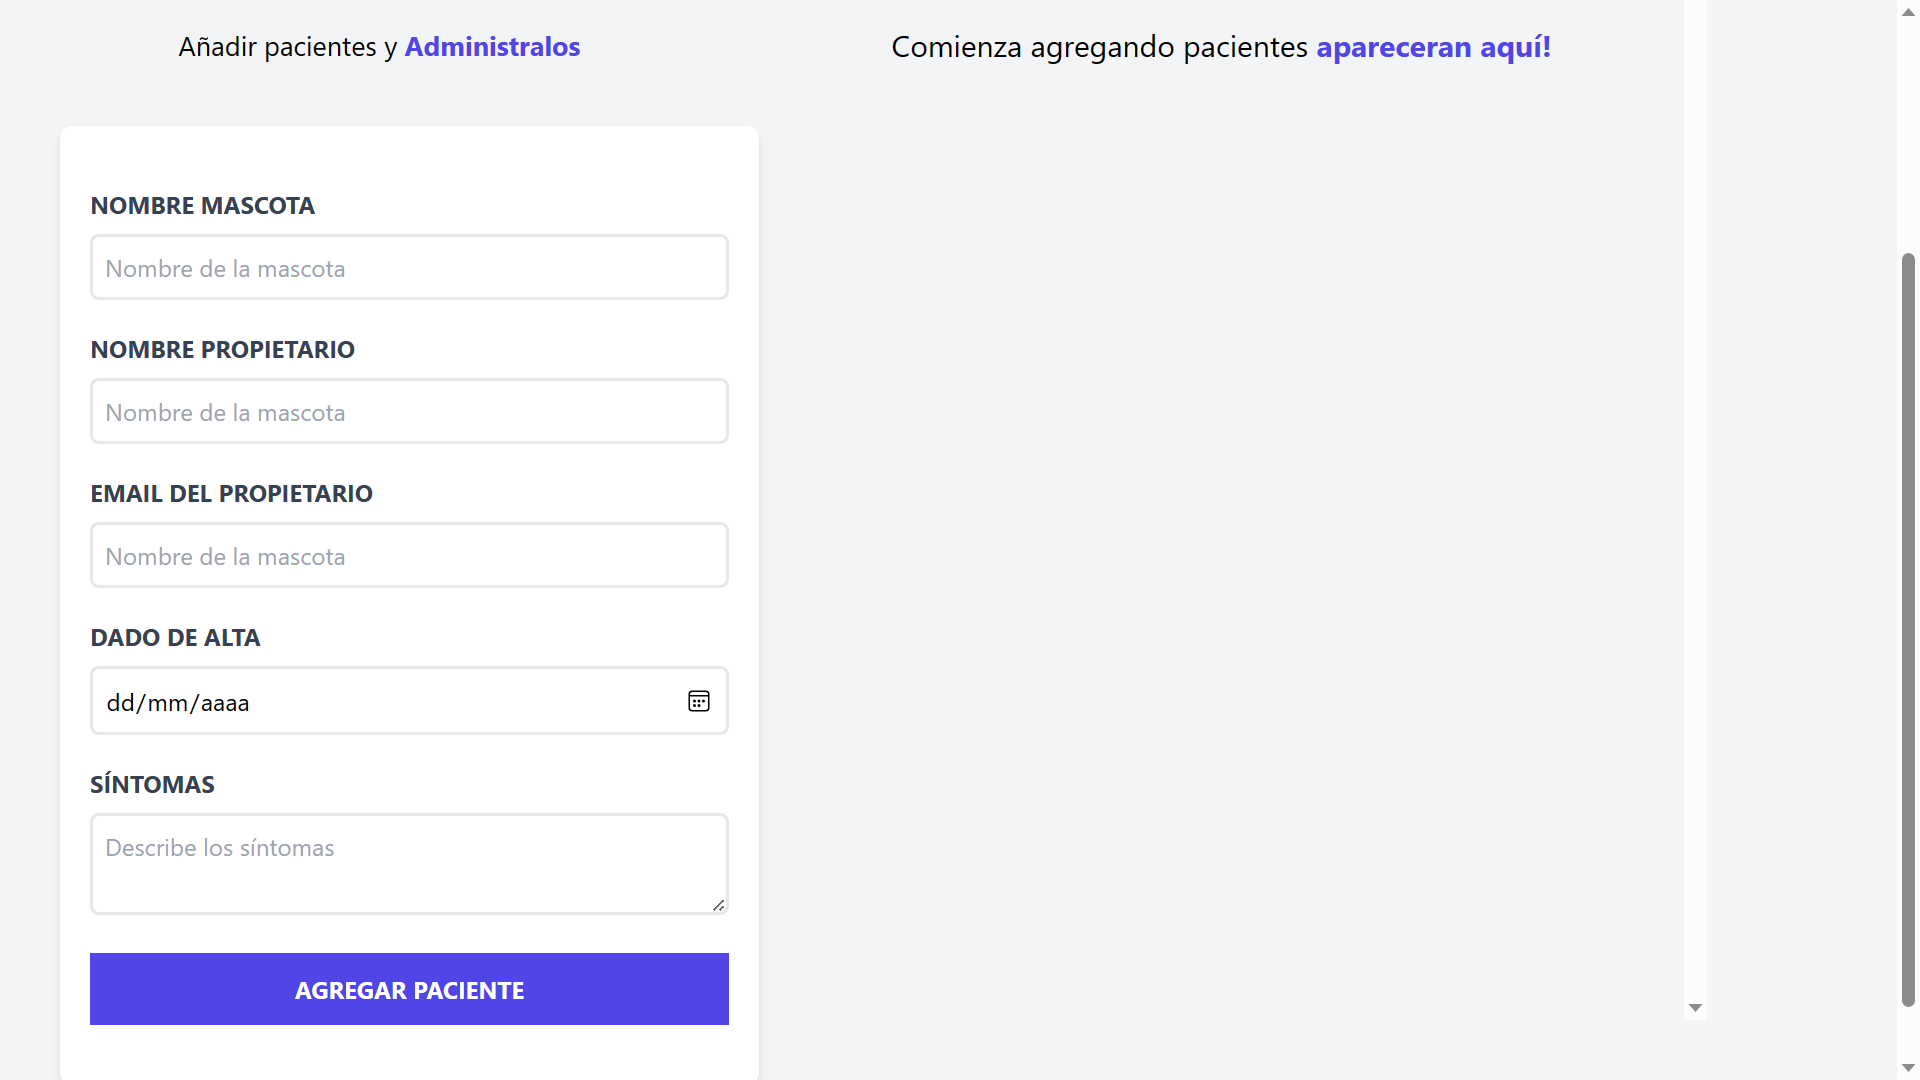 Añadir pacientes y Administralos
Comienza agregando pacientes apareceran aquí!
NOMBRE MASCOTA
Nombre de la mascota
NOMBRE PROPIETARIO
Nombre de la mascota
EMAIL DEL PROPIETARIO
Nombre de la mascota
DADO DE ALTA
dd/mm/aaaa
SÍNTOMAS
Describe los síntomas
AGREGAR PACIENTE